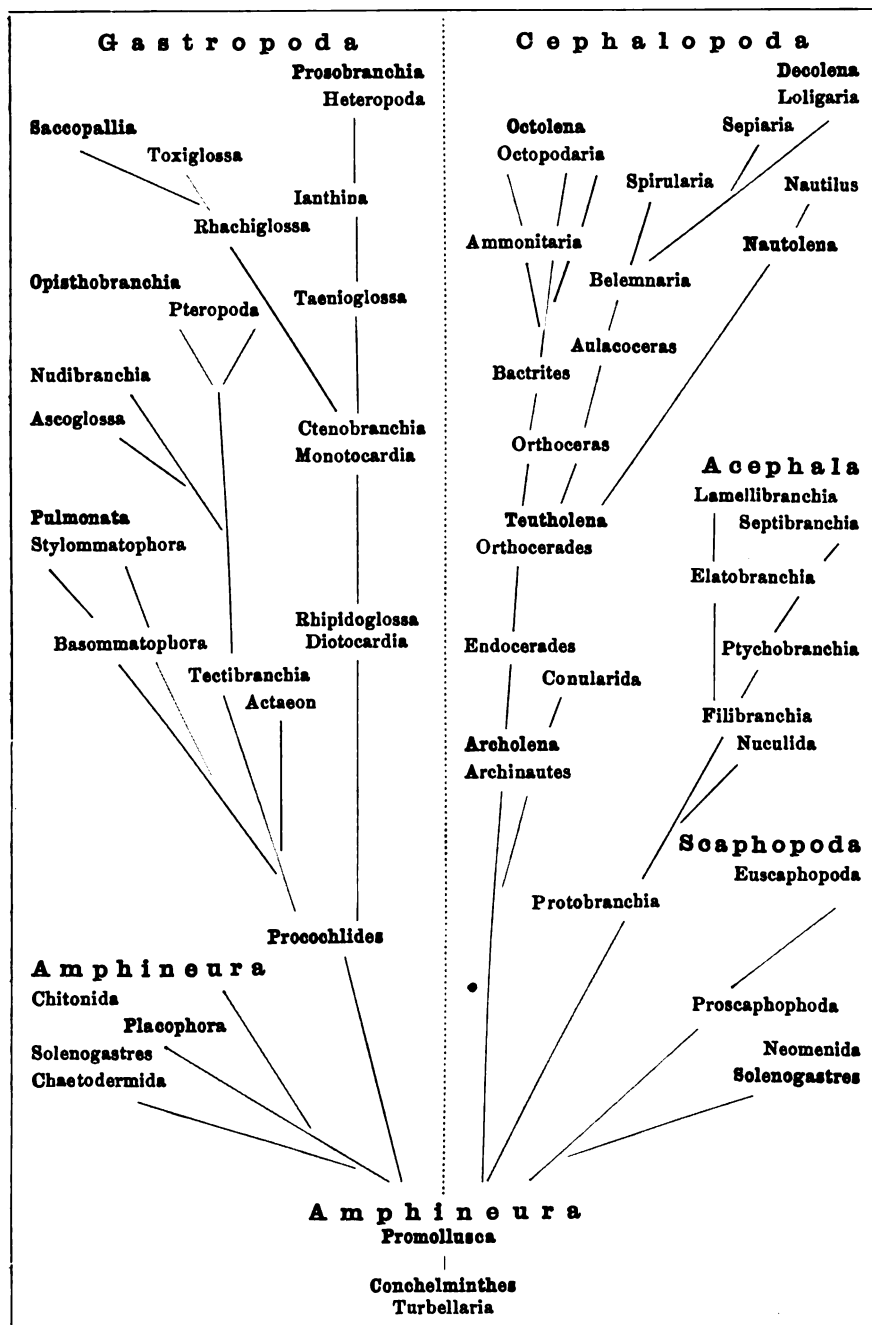 Gastropoda
Prosobranchia
Heteropoda
Saccopallia
Toxiglossa
Ianthina
Rhachiglossa
Opisthobranchia
Pteropoda
Taenioglossa
Nudibranchia
Ascoglossa
Ctenobranchia
Monotocardia
Pulmonata
Stylommatophora
Rhipidoglossa
Diotocardia
Basommatophora
Tectibranchia
Actaeon
Procochlides
Amphineura
Chitonida
Placophora
Solenogastres
Chaetodermida
Cephalopoda
Decolena
Loligaria
Octolena
Octopodaria
Sepiaria
Spirularia
Nautilus
Ammonitaria
Nautolena
Belemnaria
Aulacoceras
Bactrites
Orthoceras
Acephala
Lamellibranchia
Septibranchia
Teutholena
Orthocerades
Elatobranchia
Endocerades
Ptychobranchia
Conularida
Filibranchia
Nuculida
Archolena
Archinautes
Scaphopoda
Euscaphopoda
Protobranchia
Proscaphophoda
Neomenida
Solenogastres
Amphineura
Promollusca
Conchelminthes
Turbellaria